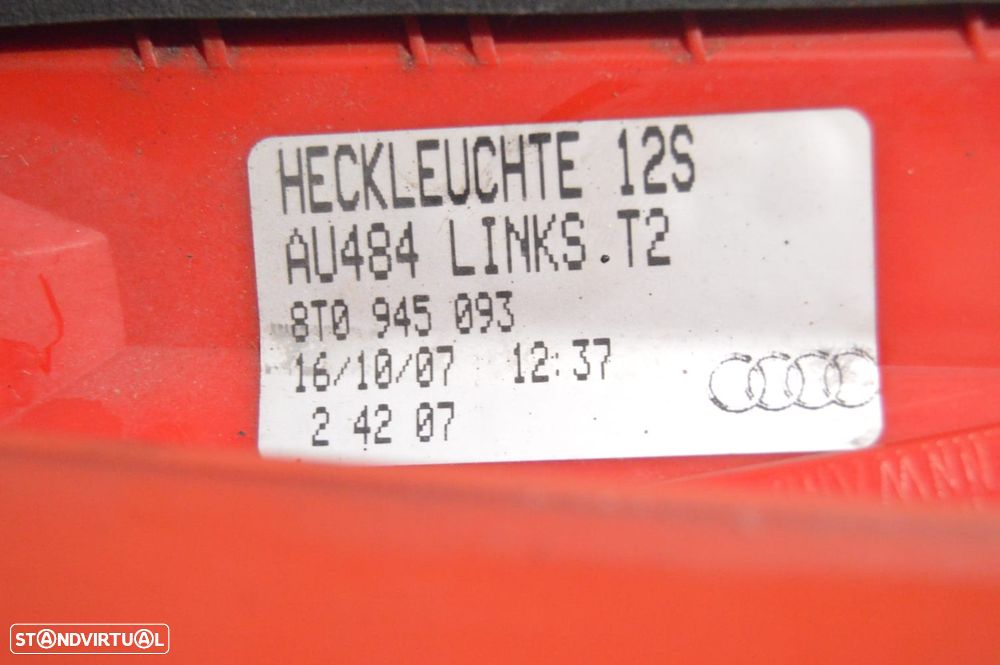 HECKLEUCHTE 12S
AU484 LINKS.T2
8T0 945 093
16/10/07 12:37
2 42 07
STANDVIRTUAL